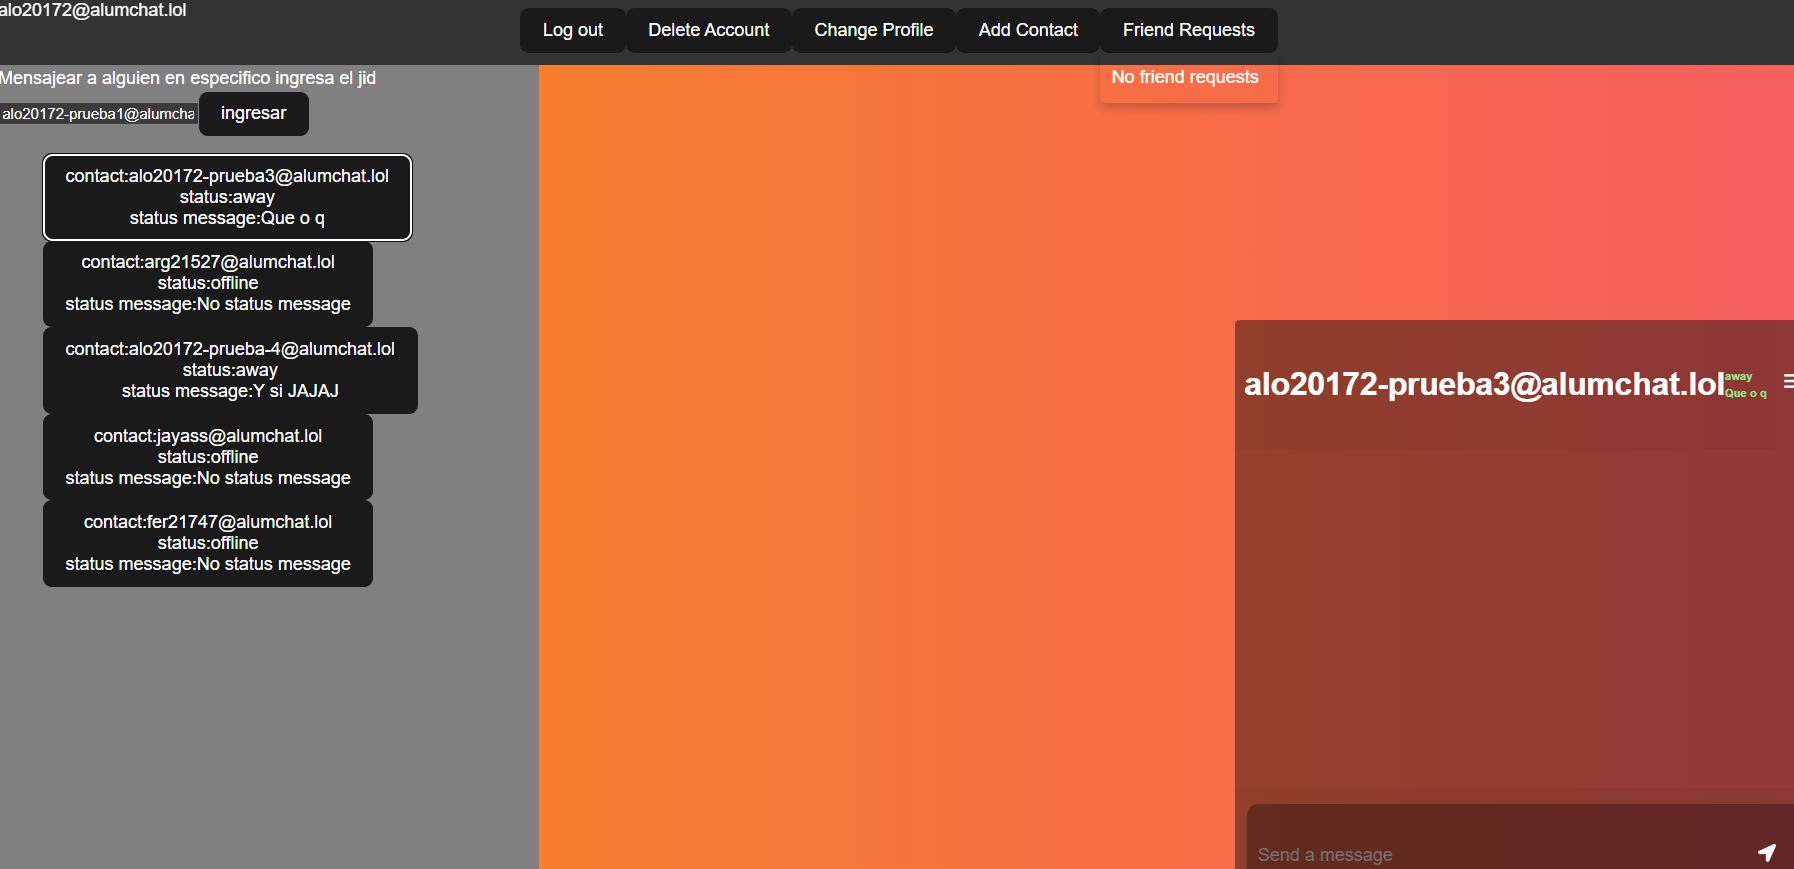 alo20172@alumchat.lol
Log out
Delete Account
Change Profile
Add Contact
Friend Requests
No friend requests
Mensajear a alguien en especifico ingresa el jid
alo20172-prueba1@alumcha
ingresar
contact:alo20172-prueba3@alumchat.lol
status:away
status message:Que o q
contact:arg21527@alumchat.lol
status:offline
status message:No status message
contact:alo20172-prueba-4@alumchat.lol
status:away
status message:Y si JAJAJ
contact:jayass@alumchat.lol
status:offline
status message:No status message
contact:fer21747@alumchat.lol
status:offline
status message:No status message
alo20172-prueba3@alumchat.lol
away
Que o q
Send a message